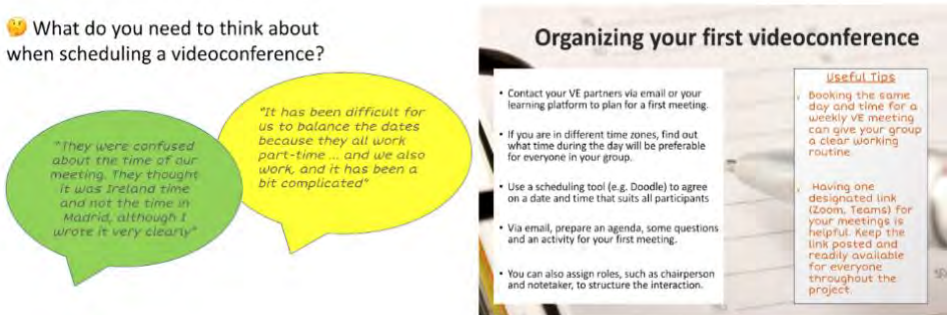 🤔 What do you need to think about
when scheduling a videoconference?
"They were confused
about the time of our
meeting. They thought
it was Ireland time
and not the time in
Madrid, although I
wrote it very clearly"
"It has been difficult for
us to balance the dates
because they all work
part-time ... and we also
work, and it has been a
bit complicated"
Organizing your first videoconference
• Contact your VE partners via email or your
learning platform to plan for a first meeting.
• If you are in different time zones, find out
what time during the day will be preferable
for everyone in your group.
• Use a scheduling tool (e.g. Doodle) to agree
on a date and time that suits all participants
• Via email, prepare an agenda, some questions
and an activity for your first meeting.
• You can also assign roles, such as chairperson
and notetaker, to structure the interaction.
Useful Tips
Booking the same
day and time for a
weekly VE meeting
can give your group
a clear working
routine
Having one
designated link
(Zoom, Teams) for
your meetings is
helpful. Keep the
link posted and
readily available
for everyone
throughout the
project.